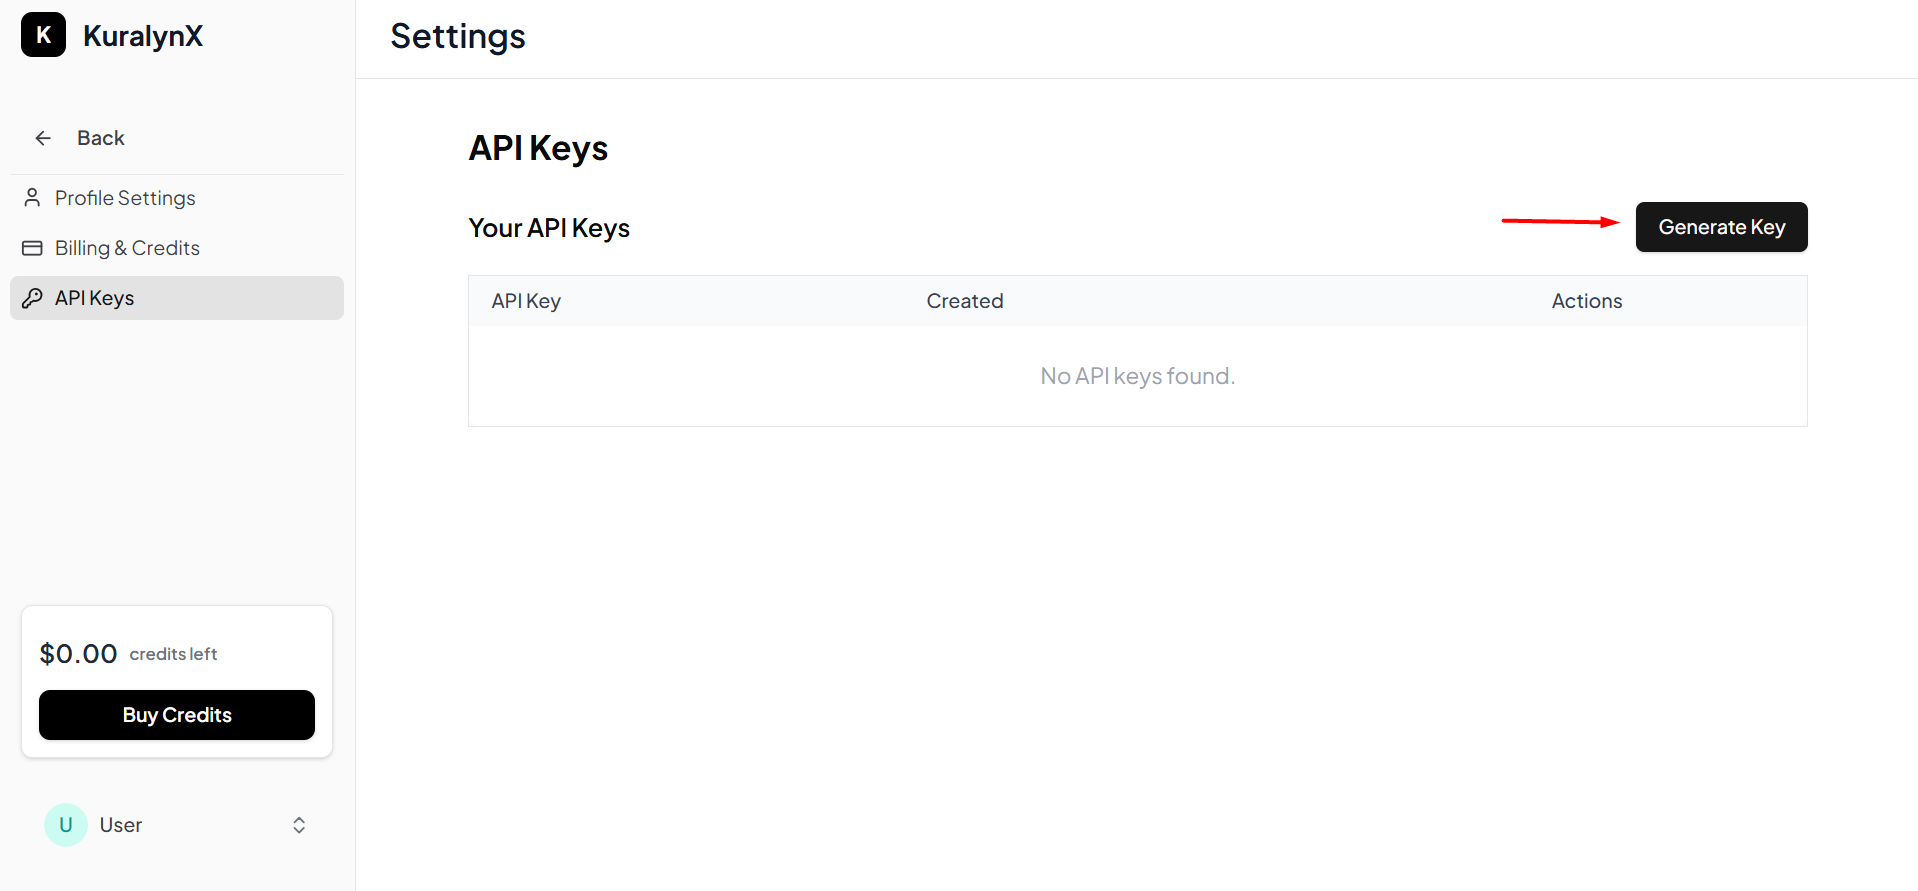 K KuralynX
Settings
Back
Profile Settings
Billing & Credits
API Keys
API Keys
Your API Keys
Generate Key
API Key Created Actions
No API keys found.
$0.00 credits left
Buy Credits
U User